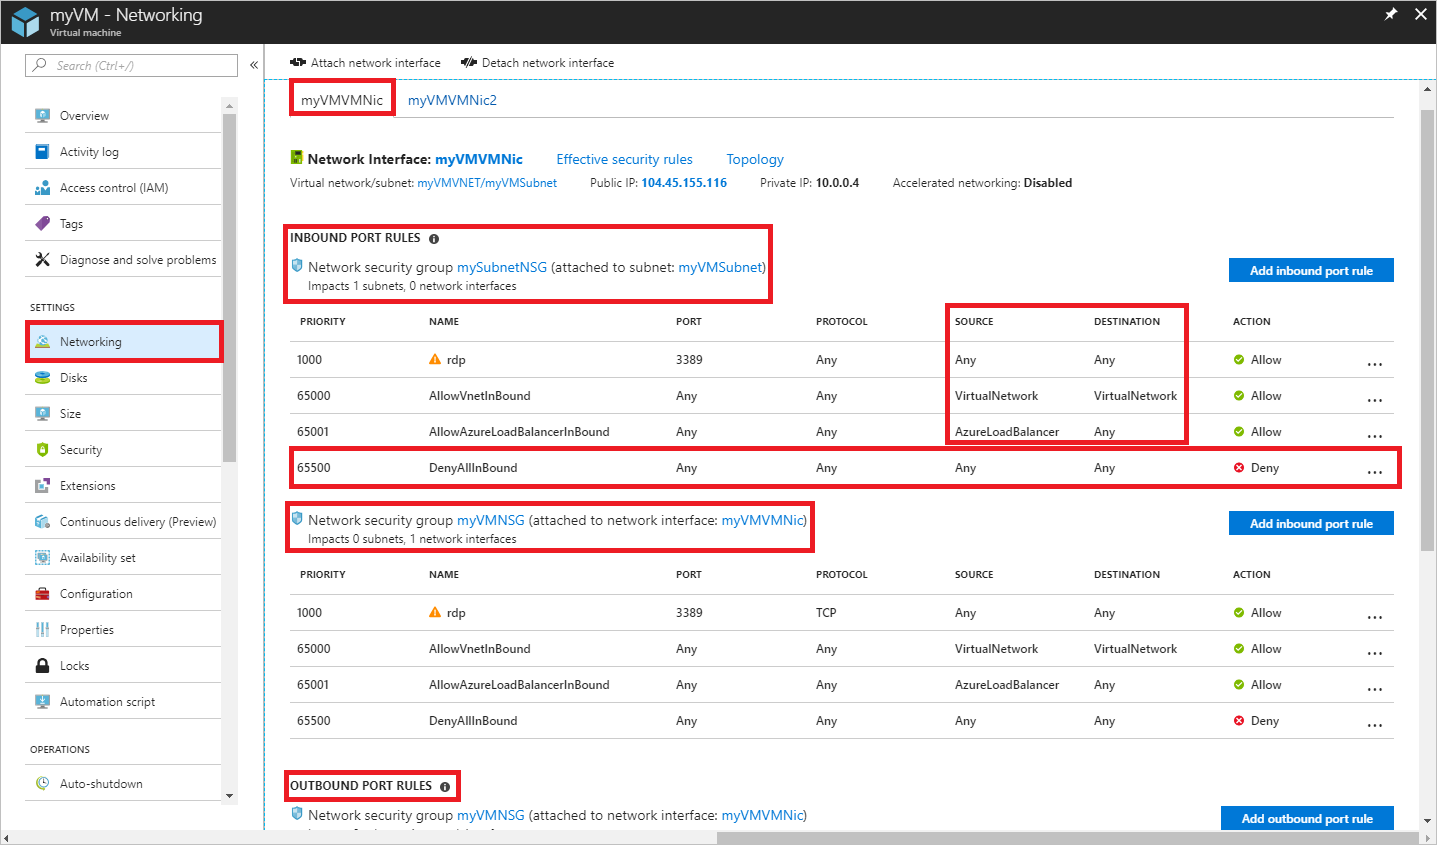 myVM - Networking
Virtual machine
Search (Ctrl+/)
«
Overview
Activity log
Access control (IAM)
Tags
Diagnose and solve problems
SETTINGS
Networking
Disks
Size
Security
Extensions
Continuous delivery (Preview)
Availability set
Configuration
Properties
Locks
Automation script
OPERATIONS
Auto-shutdown
Attach network interface Detach network interface
myVMVMNic myVMVMNic2
Network Interface: myVMVMNic Effective security rules Topology
Virtual network/subnet: myVMVNET/myVMSubnet Public IP: 104.45.155.116 Private IP: 10.0.0.4 Accelerated networking: Disabled
INBOUND PORT RULES
Network security group mySubnetNSG (attached to subnet: myVMSubnet)
Impacts 1 subnets, 0 network interfaces
Add inbound port rule
PRIORITY NAME PORT PROTOCOL SOURCE DESTINATION ACTION
1000 rdp 3389 Any Any Any Allow ...
65000 AllowVnetInBound Any Any VirtualNetwork VirtualNetwork Allow ...
65001 AllowAzureLoadBalancerInBound Any Any AzureLoadBalancer Any Allow ...
65500 DenyAllInBound Any Any Any Any Deny ...
Network security group myVMNSG (attached to network interface: myVMVMNic)
Impacts 0 subnets, 1 network interfaces
Add inbound port rule
PRIORITY NAME PORT PROTOCOL SOURCE DESTINATION ACTION
1000 rdp 3389 TCP Any Any Allow ...
65000 AllowVnetInBound Any Any VirtualNetwork VirtualNetwork Allow ...
65001 AllowAzureLoadBalancerInBound Any Any AzureLoadBalancer Any Allow ...
65500 DenyAllInBound Any Any Any Any Deny ...
OUTBOUND PORT RULES
Network security group myVMNSG (attached to network interface: myVMVMNic)
Add outbound port rule